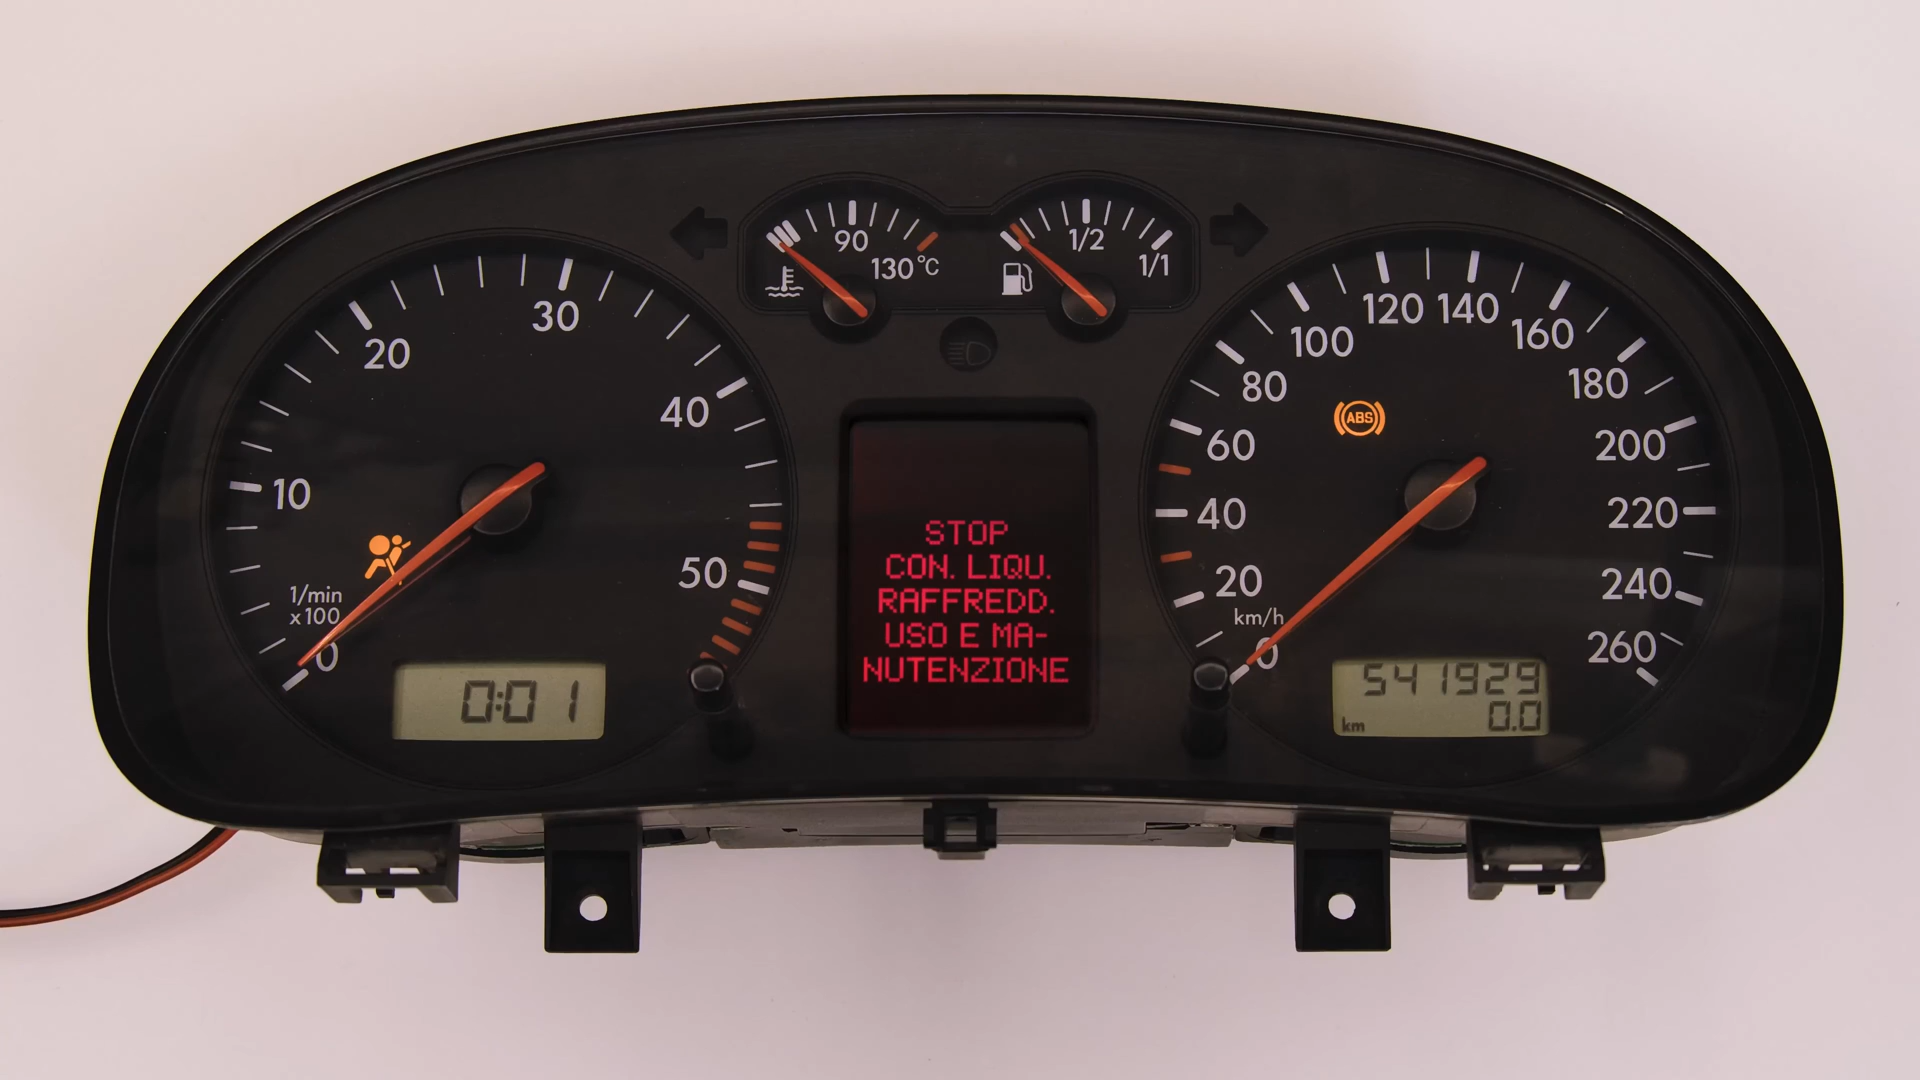 90
130 °C
1/2
1/1
10
20
30
40
50
1/min
x100
0
0:01
STOP
CON. LIQU.
RAFFREDD.
USO E MA-
NUTENZIONE
ABS
0
20
40
60
80
100
120
140
160
180
200
220
240
260
km/h
541929
km 0.0